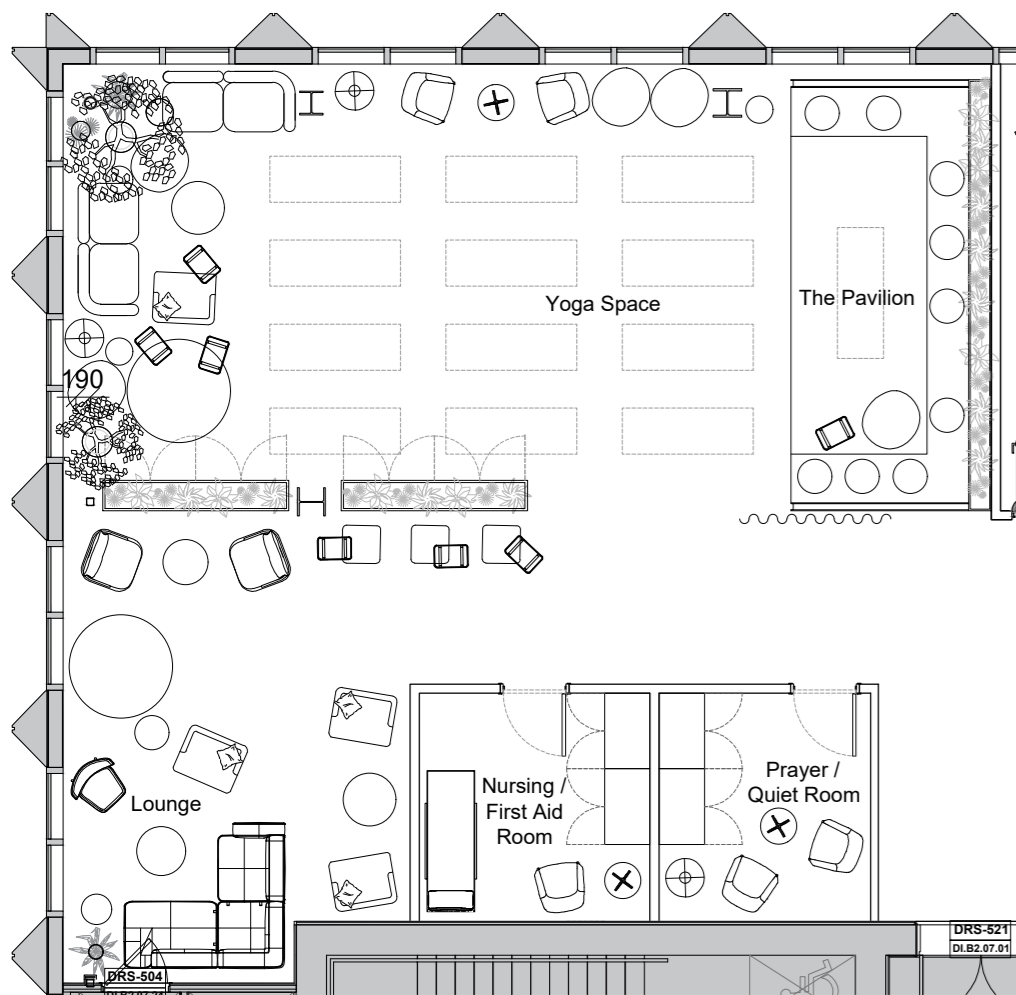 Yoga Space
The Pavilion
190
Nursing /
First Aid
Room
Prayer /
Quiet Room
Lounge
DRS-521
DI.B2.07.01
DRS-504